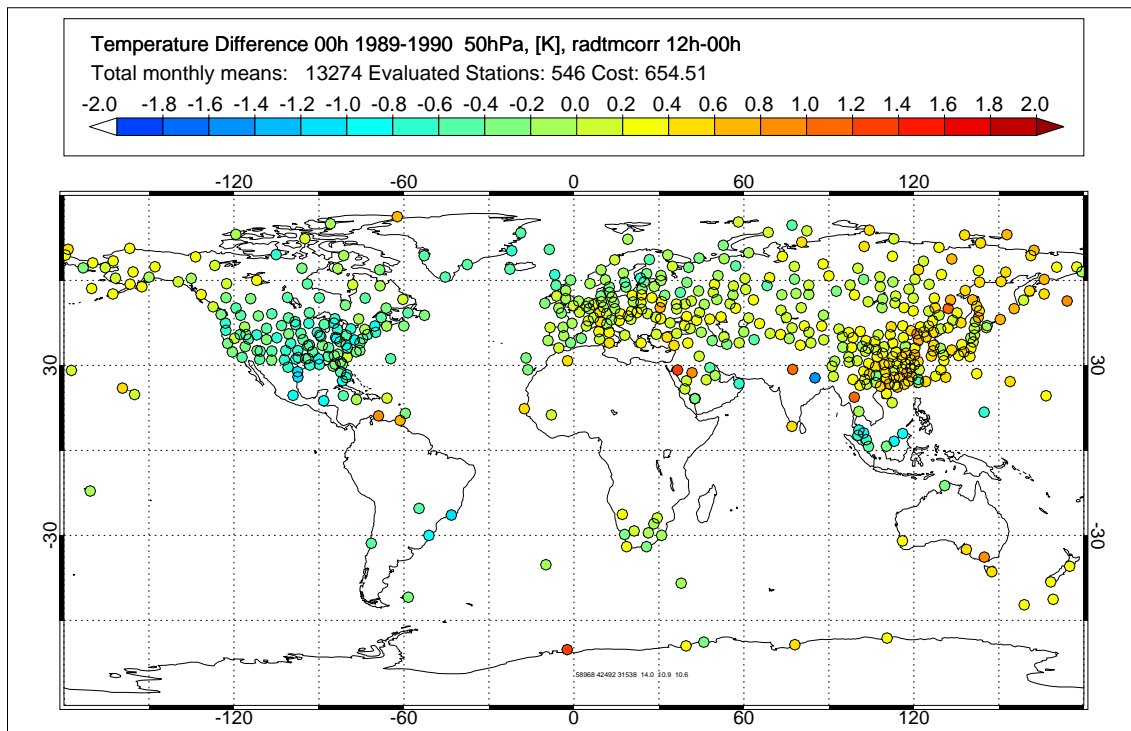 Temperature Difference 00h 1989-1990 50hPa, [K], radtmcorr 12h-00h
Total monthly means: 13274 Evaluated Stations: 546 Cost: 654.51
-2.0 -1.8 -1.6 -1.4 -1.2 -1.0 -0.8 -0.6 -0.4 -0.2 0.0 0.2 0.4 0.6 0.8 1.0 1.2 1.4 1.6 1.8 2.0
-120 -60 0 60 120
30 30
-30 -30
58968 42492 31538 14.0 10.9 10.6
-120 -60 0 60 120